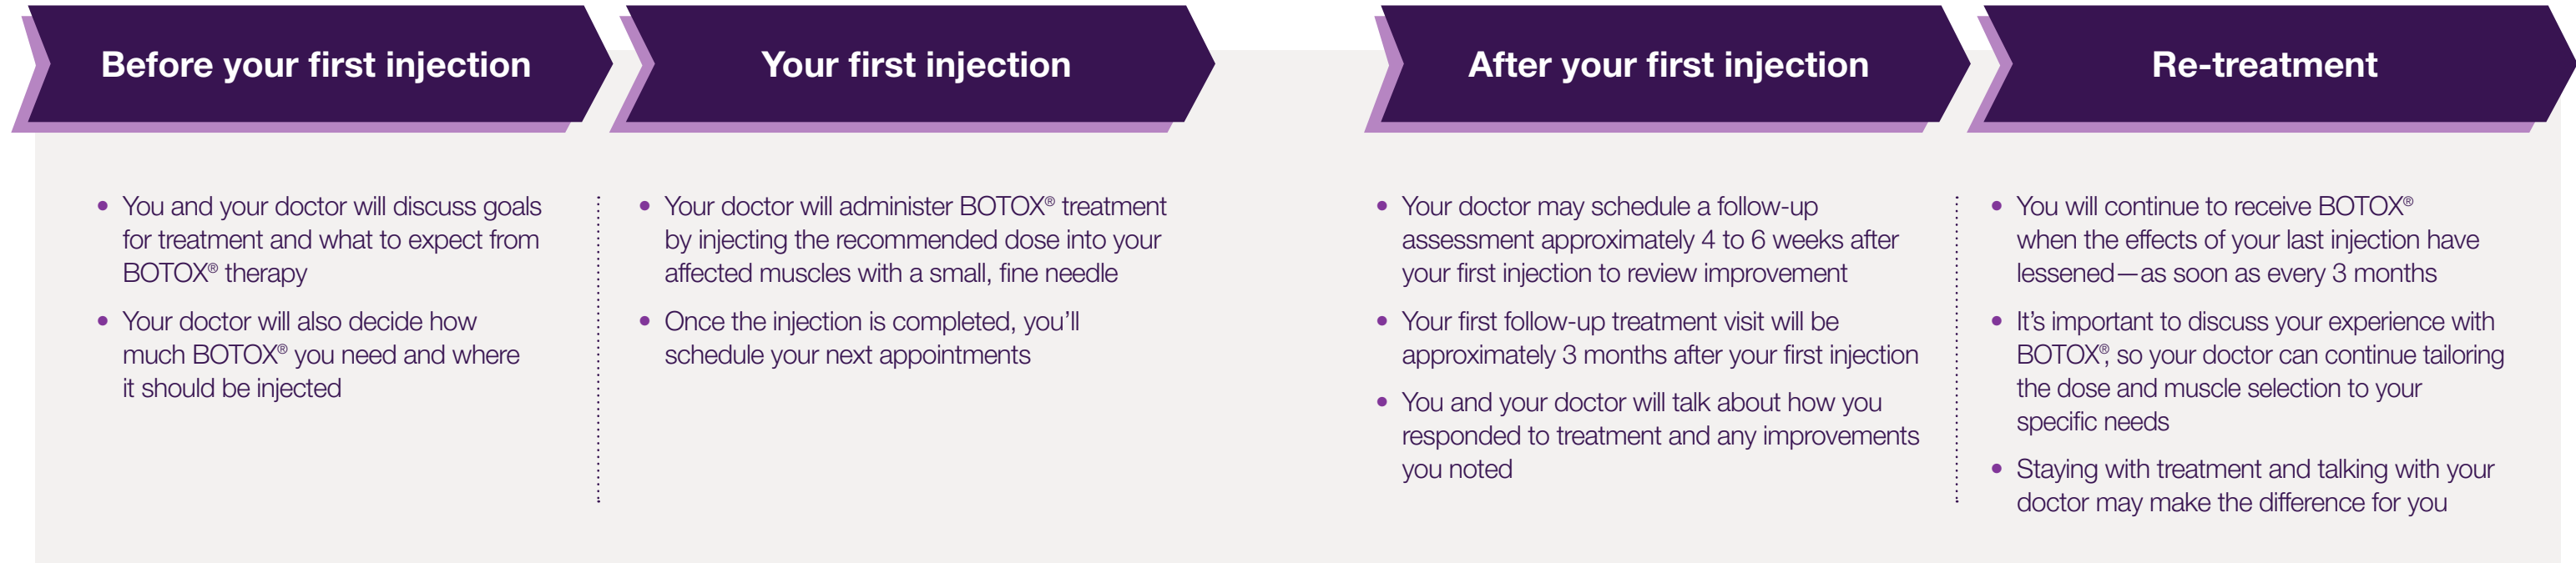 Before your first injection
• You and your doctor will discuss goals
for treatment and what to expect from
BOTOX® therapy
• Your doctor will also decide how
much BOTOX® you need and where
it should be injected
Your first injection
• Your doctor will administer BOTOX® treatment
by injecting the recommended dose into your
affected muscles with a small, fine needle
• Once the injection is completed, you’ll
schedule your next appointments
After your first injection
• Your doctor may schedule a follow-up
assessment approximately 4 to 6 weeks after
your first injection to review improvement
• Your first follow-up treatment visit will be
approximately 3 months after your first injection
• You and your doctor will talk about how you
responded to treatment and any improvements
you noted
Re-treatment
• You will continue to receive BOTOX®
when the effects of your last injection have
lessened—as soon as every 3 months
• It’s important to discuss your experience with
BOTOX®, so your doctor can continue tailoring
the dose and muscle selection to your
specific needs
• Staying with treatment and talking with your
doctor may make the difference for you